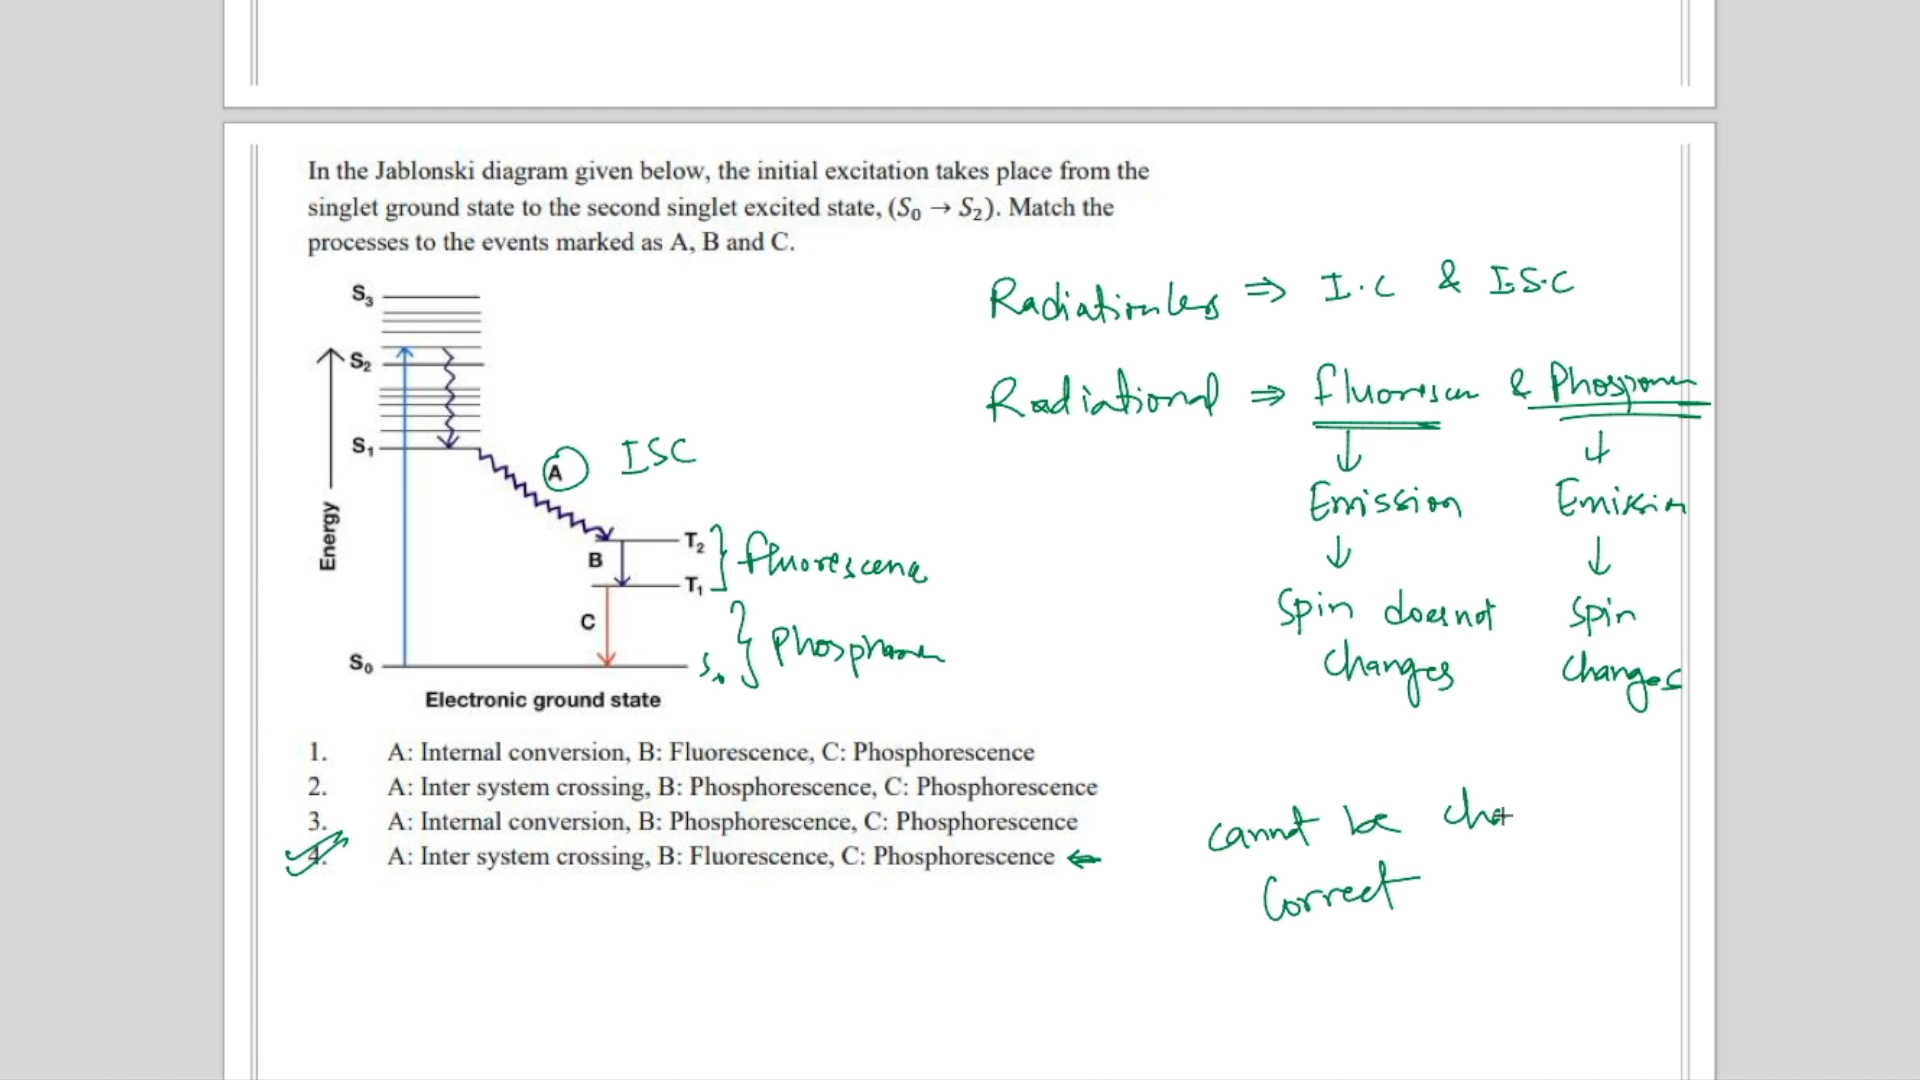 In the Jablonski diagram given below, the initial excitation takes place from the
singlet ground state to the second singlet excited state, (S₀ → S₂). Match the
processes to the events marked as A, B and C.
Radiationless ⇒ I.C & I.S.C
Radiational ⇒ fluorescen & Phosphoren
Emission Emission
Spin doesnot changes
Spin changes
S₃
S₂
S₁
Energy
A ISC
B T₂
T₁
fluorescence
C
S₀ S₀
Electronic ground state
1. A: Internal conversion, B: Fluorescence, C: Phosphorescence
2. A: Inter system crossing, B: Phosphorescence, C: Phosphorescence
3. A: Internal conversion, B: Phosphorescence, C: Phosphorescence
4. A: Inter system crossing, B: Fluorescence, C: Phosphorescence
cannot be
Correct